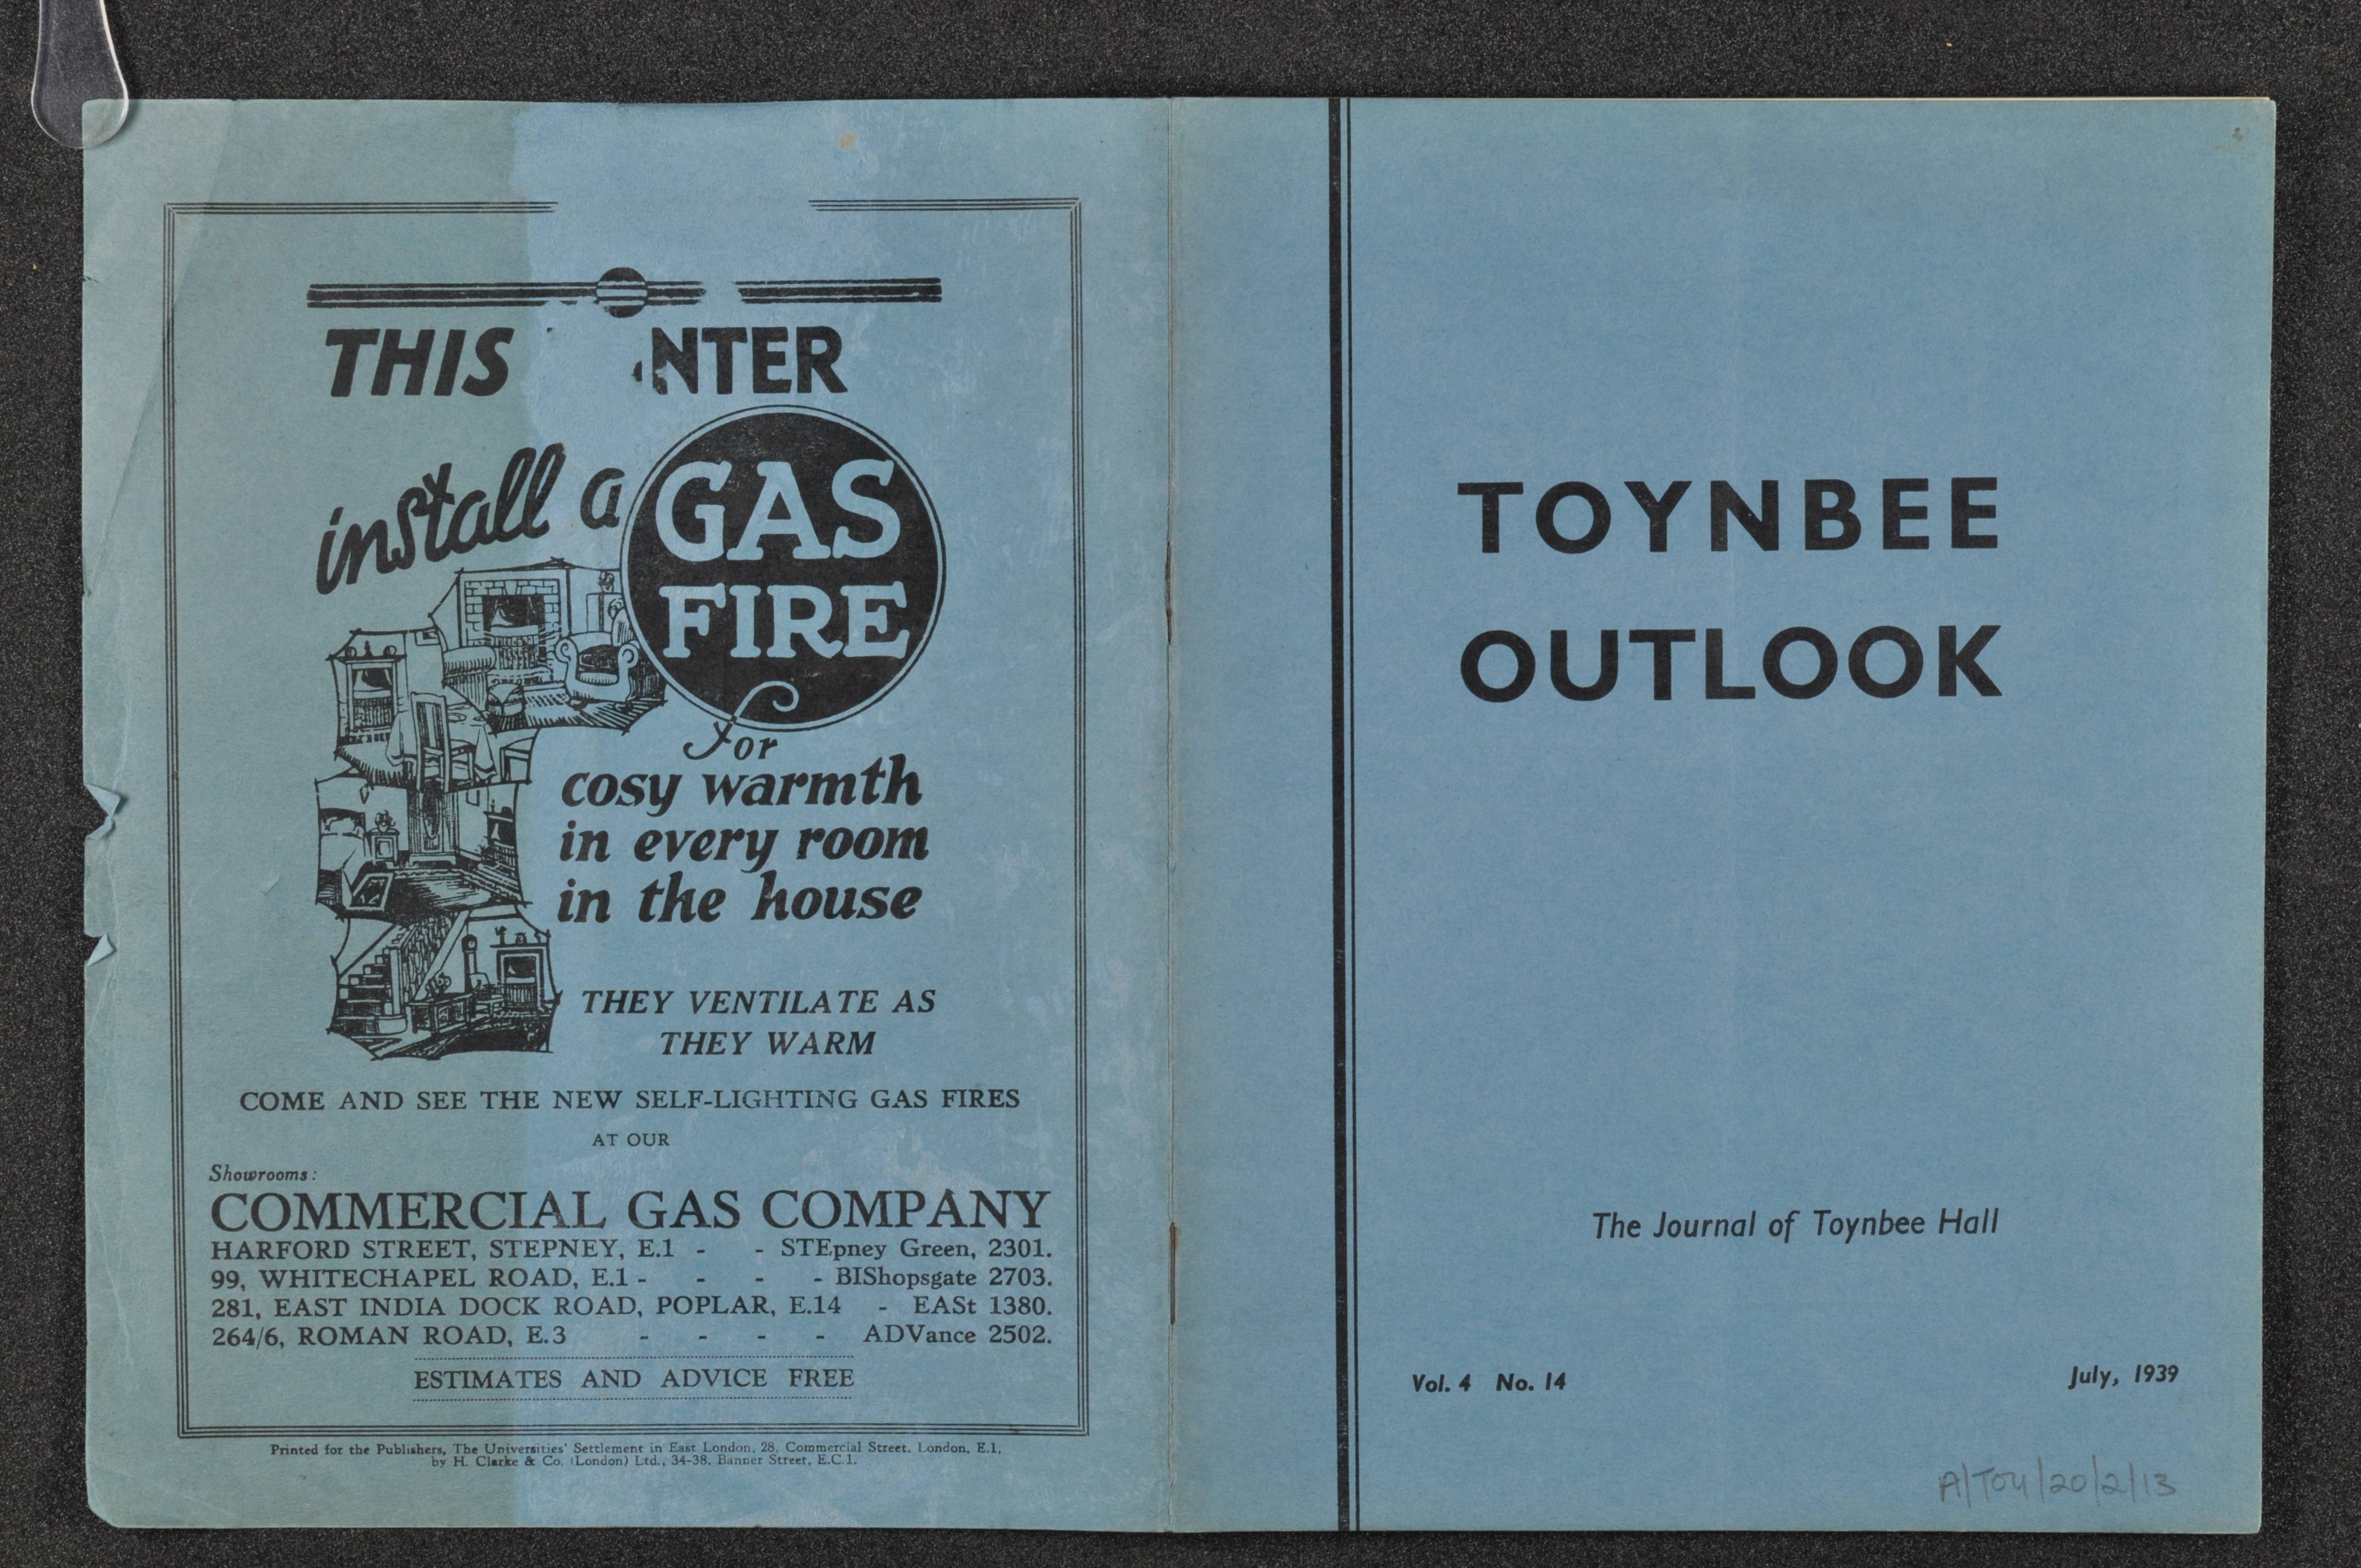 THIS NTER
install a
GAS
FIRE
for
cosy warmth
in every room
in the house
THEY VENTILATE AS
THEY WARM
COME AND SEE THE NEW SELF-LIGHTING GAS FIRES
AT OUR
Showrooms:
COMMERCIAL GAS COMPANY
HARFORD STREET, STEPNEY, E.1 - - STEpney Green, 2301.
99, WHITECHAPEL ROAD, E.1 - - - - BIShopsgate 2703.
281, EAST INDIA DOCK ROAD, POPLAR, E.14 - EASt 1380.
264/6, ROMAN ROAD, E.3 - - - - ADVance 2502.
ESTIMATES AND ADVICE FREE
Printed for the Publishers, The Universities' Settlement in East London, 28, Commercial Street, London, E.1,
by H. Clarke & Co. (London) Ltd., 34-38, Banner Street, E.C.1.
TOYNBEE
OUTLOOK
The Journal of Toynbee Hall
Vol. 4 No. 14 July, 1939
A/TOY/20/2/13